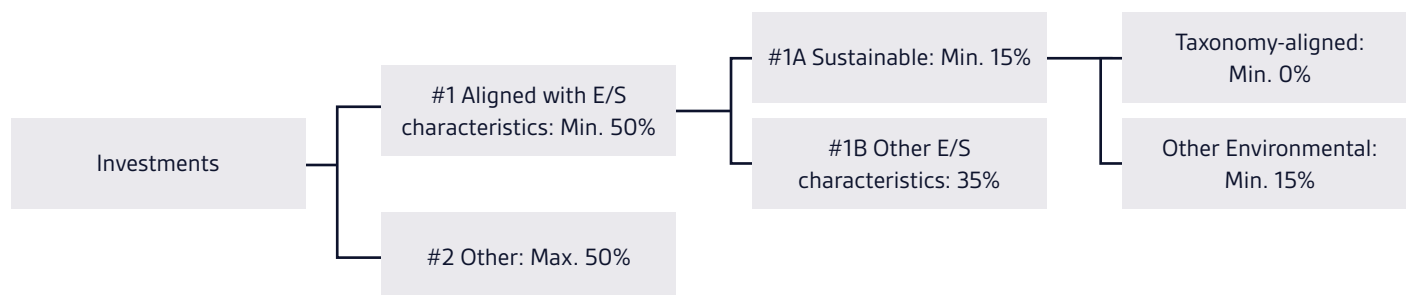 Investments
#1 Aligned with E/S
characteristics: Min. 50%
#2 Other: Max. 50%
#1A Sustainable: Min. 15%
#1B Other E/S
characteristics: 35%
Taxonomy-aligned:
Min. 0%
Other Environmental:
Min. 15%